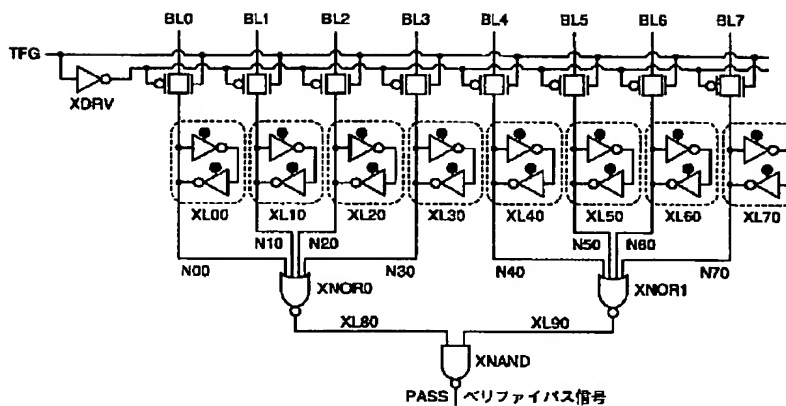 BL0 BL1 BL2 BL3 BL4 BL5 BL6 BL7
TFG
XDRV
XL00 XL10 XL20 XL30 XL40 XL50 XL60 XL70
N10 N20 N50 N60
N00 N30 N40 N70
XNOR0 XNOR1
XL80 XL90
XNAND
PASS ベリファイパス信号